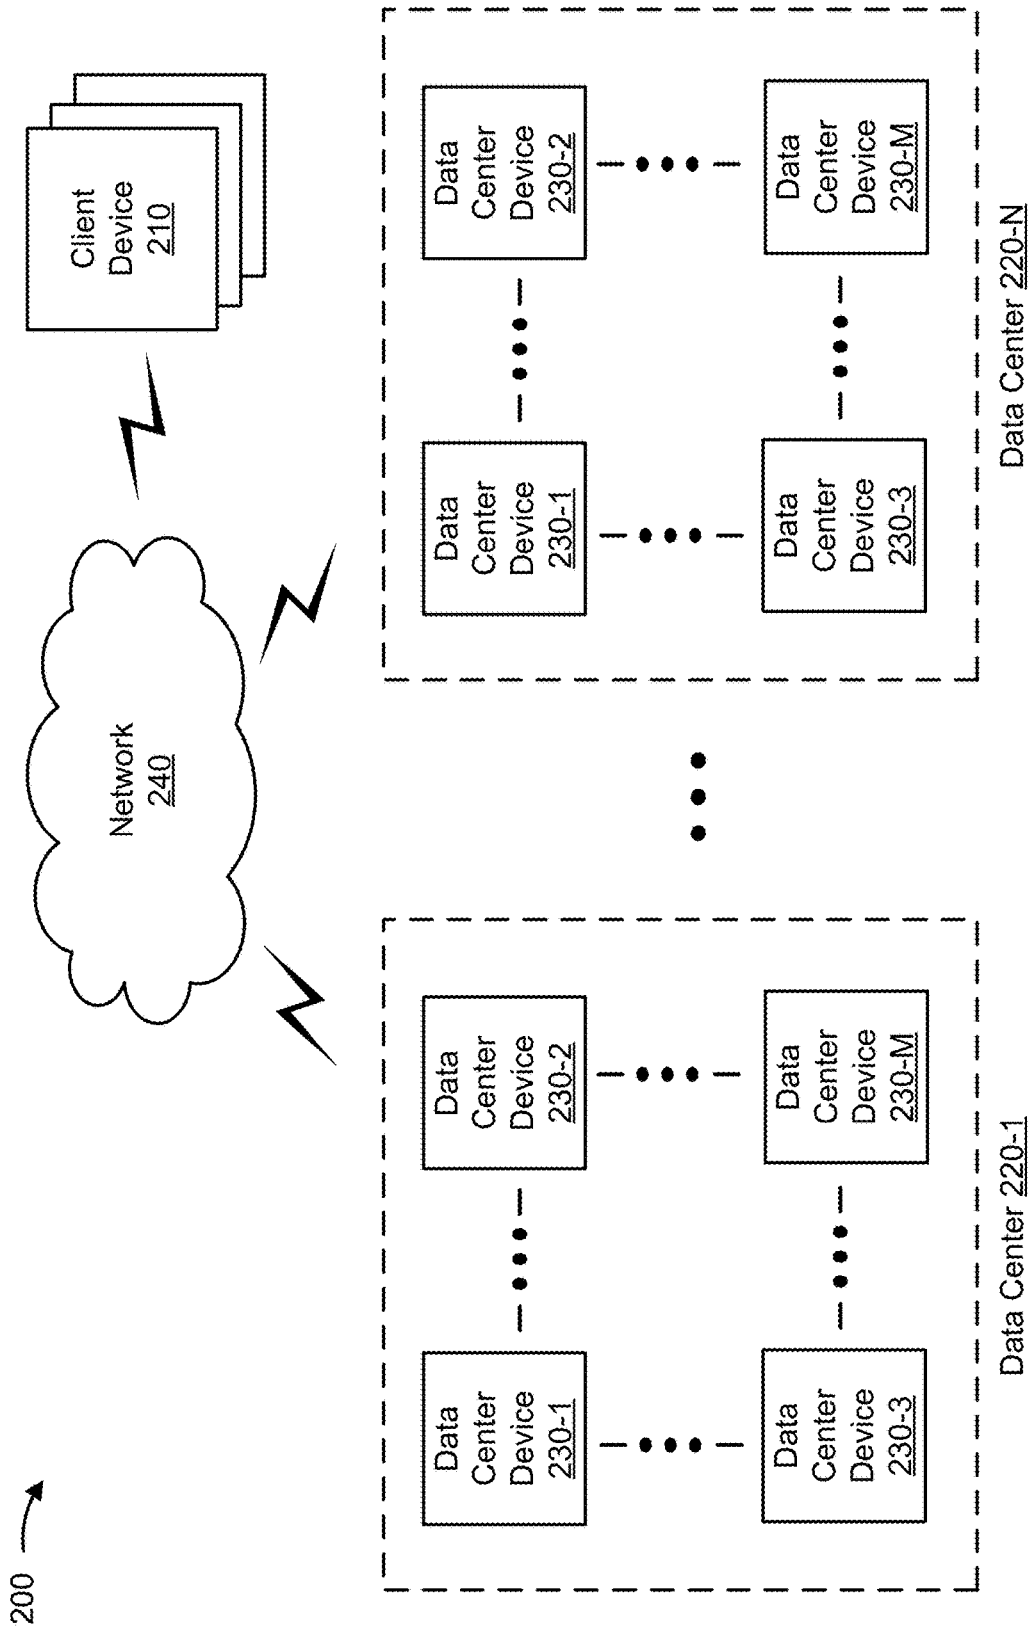 200
Network
240
Client
Device
210
Data
Center
Device
230-1
Data
Center
Device
230-2
Data
Center
Device
230-3
Data
Center
Device
230-M
Data Center 220-1
Data
Center
Device
230-1
Data
Center
Device
230-2
Data
Center
Device
230-3
Data
Center
Device
230-M
Data Center 220-N